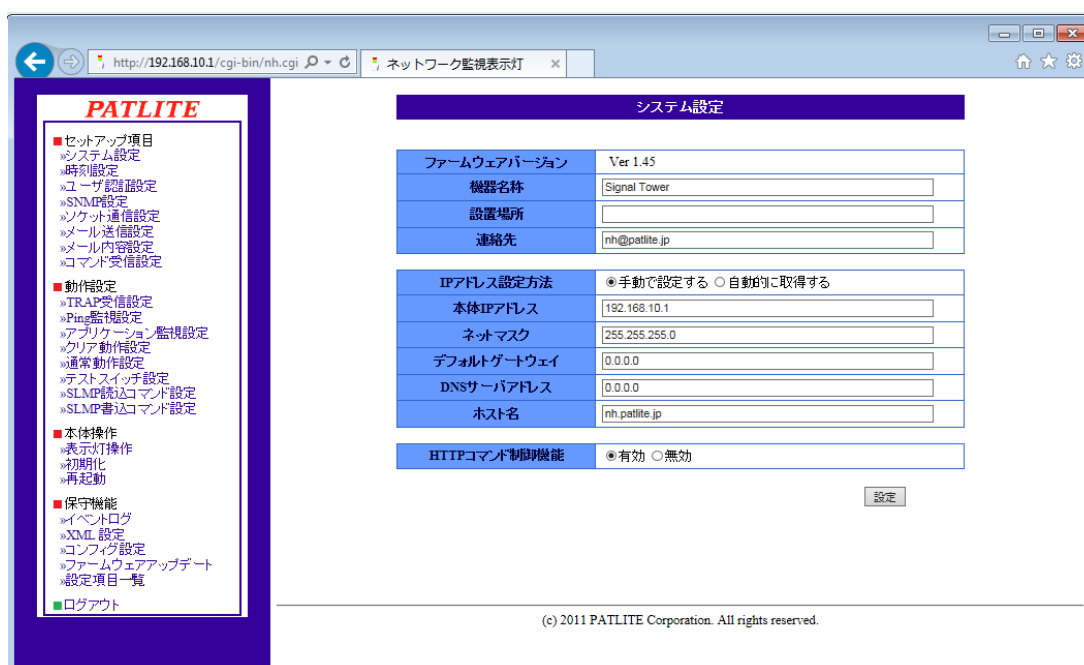 http://192.168.10.1/cgi-bin/nh.cgi
ネットワーク監視表示灯
PATLITE
■セットアップ項目
»システム設定
»時刻設定
»ユーザ認証設定
»SNMP設定
»ソケット通信設定
»メール送信設定
»メール内容設定
»コマンド受信設定
■動作設定
»TRAP受信設定
»Ping監視設定
»アプリケーション監視設定
»クリア動作設定
»通常動作設定
»テストスイッチ設定
»SLMP読込コマンド設定
»SLMP書込コマンド設定
■本体操作
»表示灯操作
»初期化
»再起動
■保守機能
»イベントログ
»XML 設定
»コンフィグ設定
»ファームウェアアップデート
»設定項目一覧
■ログアウト
システム設定
ファームウェアバージョン Ver 1.45
機器名称 Signal Tower
設置場所
連絡先 nh@patlite.jp
IPアドレス設定方法 ◉手動で設定する ○自動的に取得する
本体IPアドレス 192.168.10.1
ネットマスク 255.255.255.0
デフォルトゲートウェイ 0.0.0.0
DNSサーバアドレス 0.0.0.0
ホスト名 nh.patlite.jp
HTTPコマンド制御機能 ◉有効 ○無効
設定
(c) 2011 PATLITE Corporation. All rights reserved.